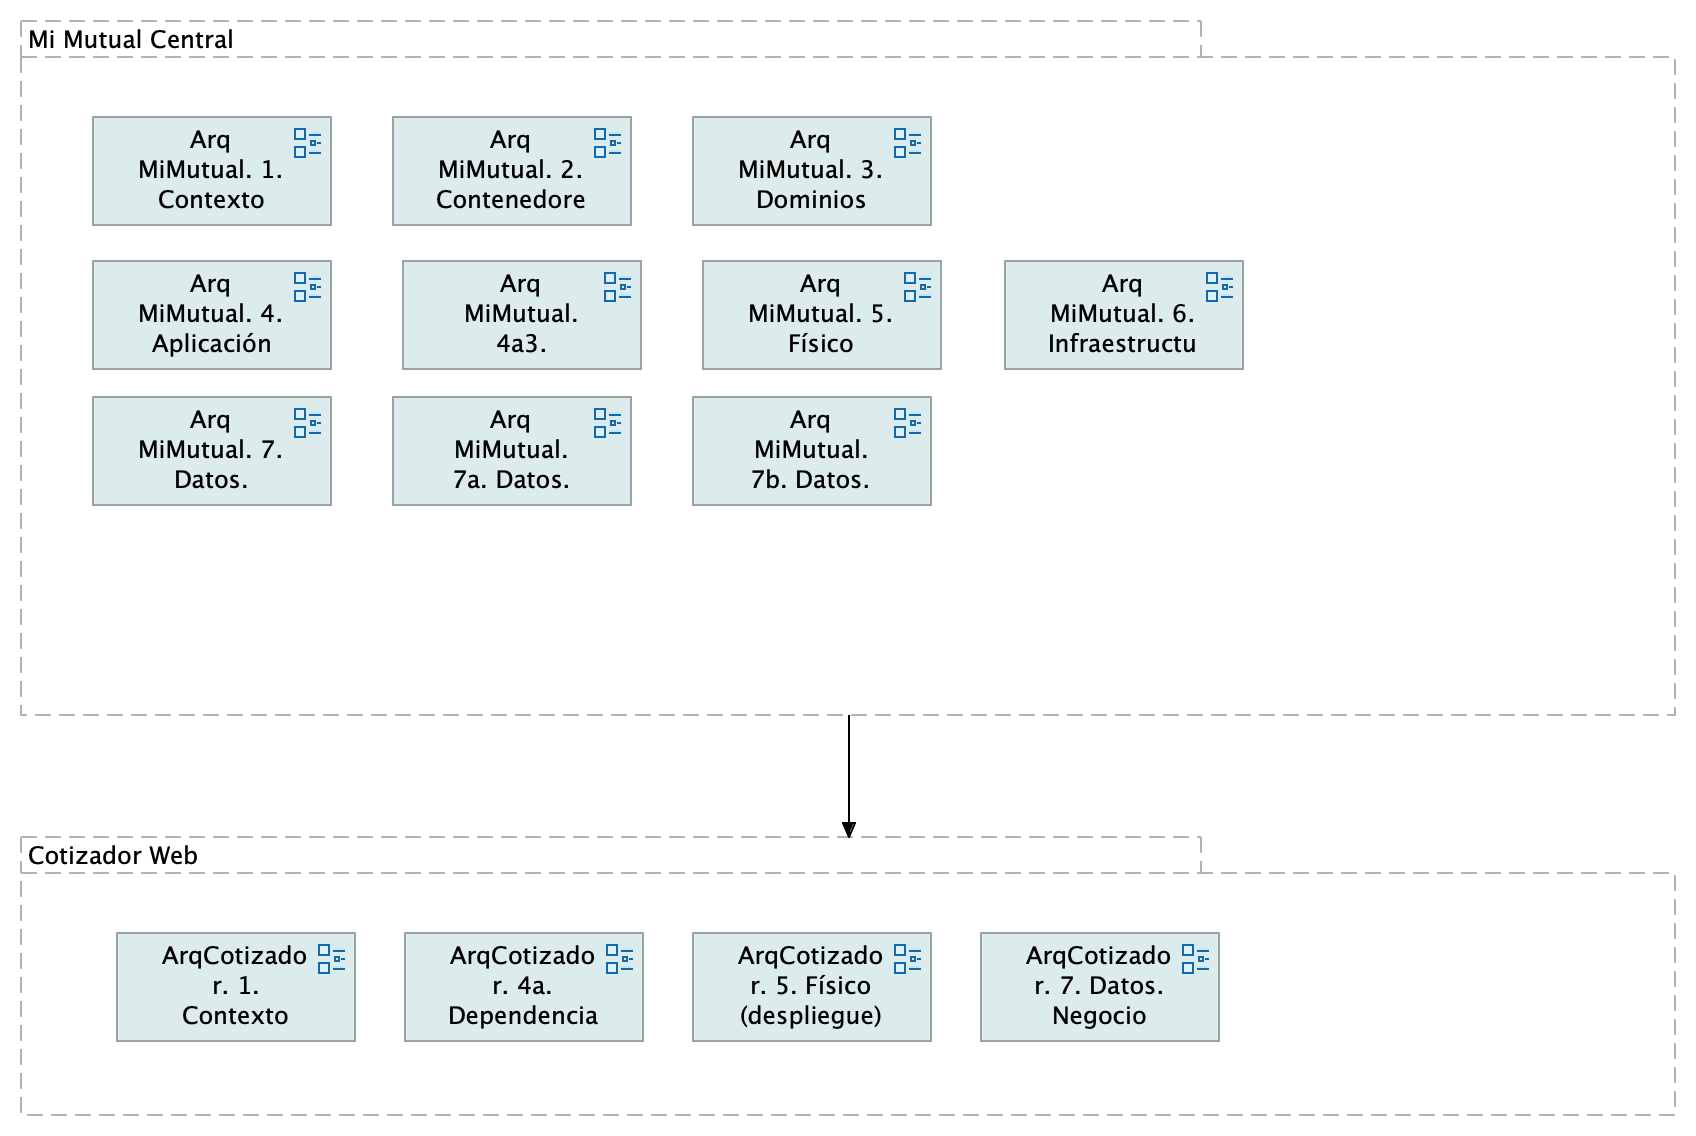 Mi Mutual Central
Arq
MiMutual. 1.
Contexto
Arq
MiMutual. 2.
Contenedore
Arq
MiMutual. 3.
Dominios
Arq
MiMutual. 4.
Aplicación
Arq
MiMutual.
4a3.
Arq
MiMutual. 5.
Físico
Arq
MiMutual. 6.
Infraestructu
Arq
MiMutual. 7.
Datos.
Arq
MiMutual.
7a. Datos.
Arq
MiMutual.
7b. Datos.
Cotizador Web
ArqCotizado
r. 1.
Contexto
ArqCotizado
r. 4a.
Dependencia
ArqCotizado
r. 5. Físico
(despliegue)
ArqCotizado
r. 7. Datos.
Negocio